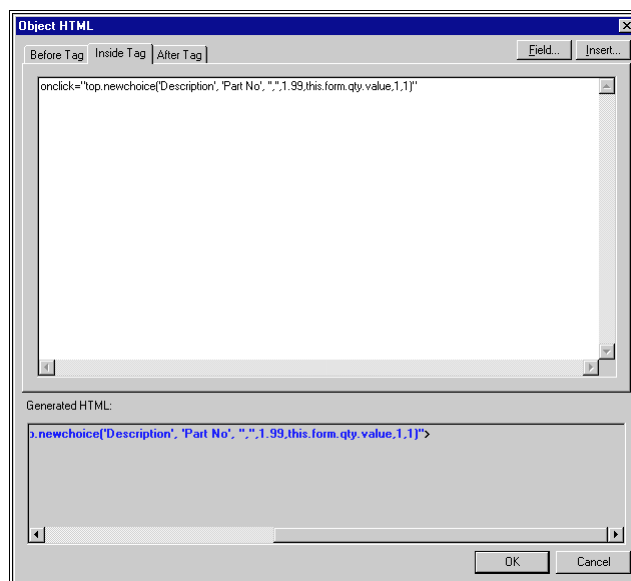 Object HTML
Before Tag Inside Tag After Tag Field... Insert...
onclick="top.newchoice('Description', 'Part No', '','',1.99,this.form.qty.value,1,1)"
Generated HTML:
p.newchoice('Description', 'Part No', '','',1.99,this.form.qty.value,1,1)">
OK Cancel